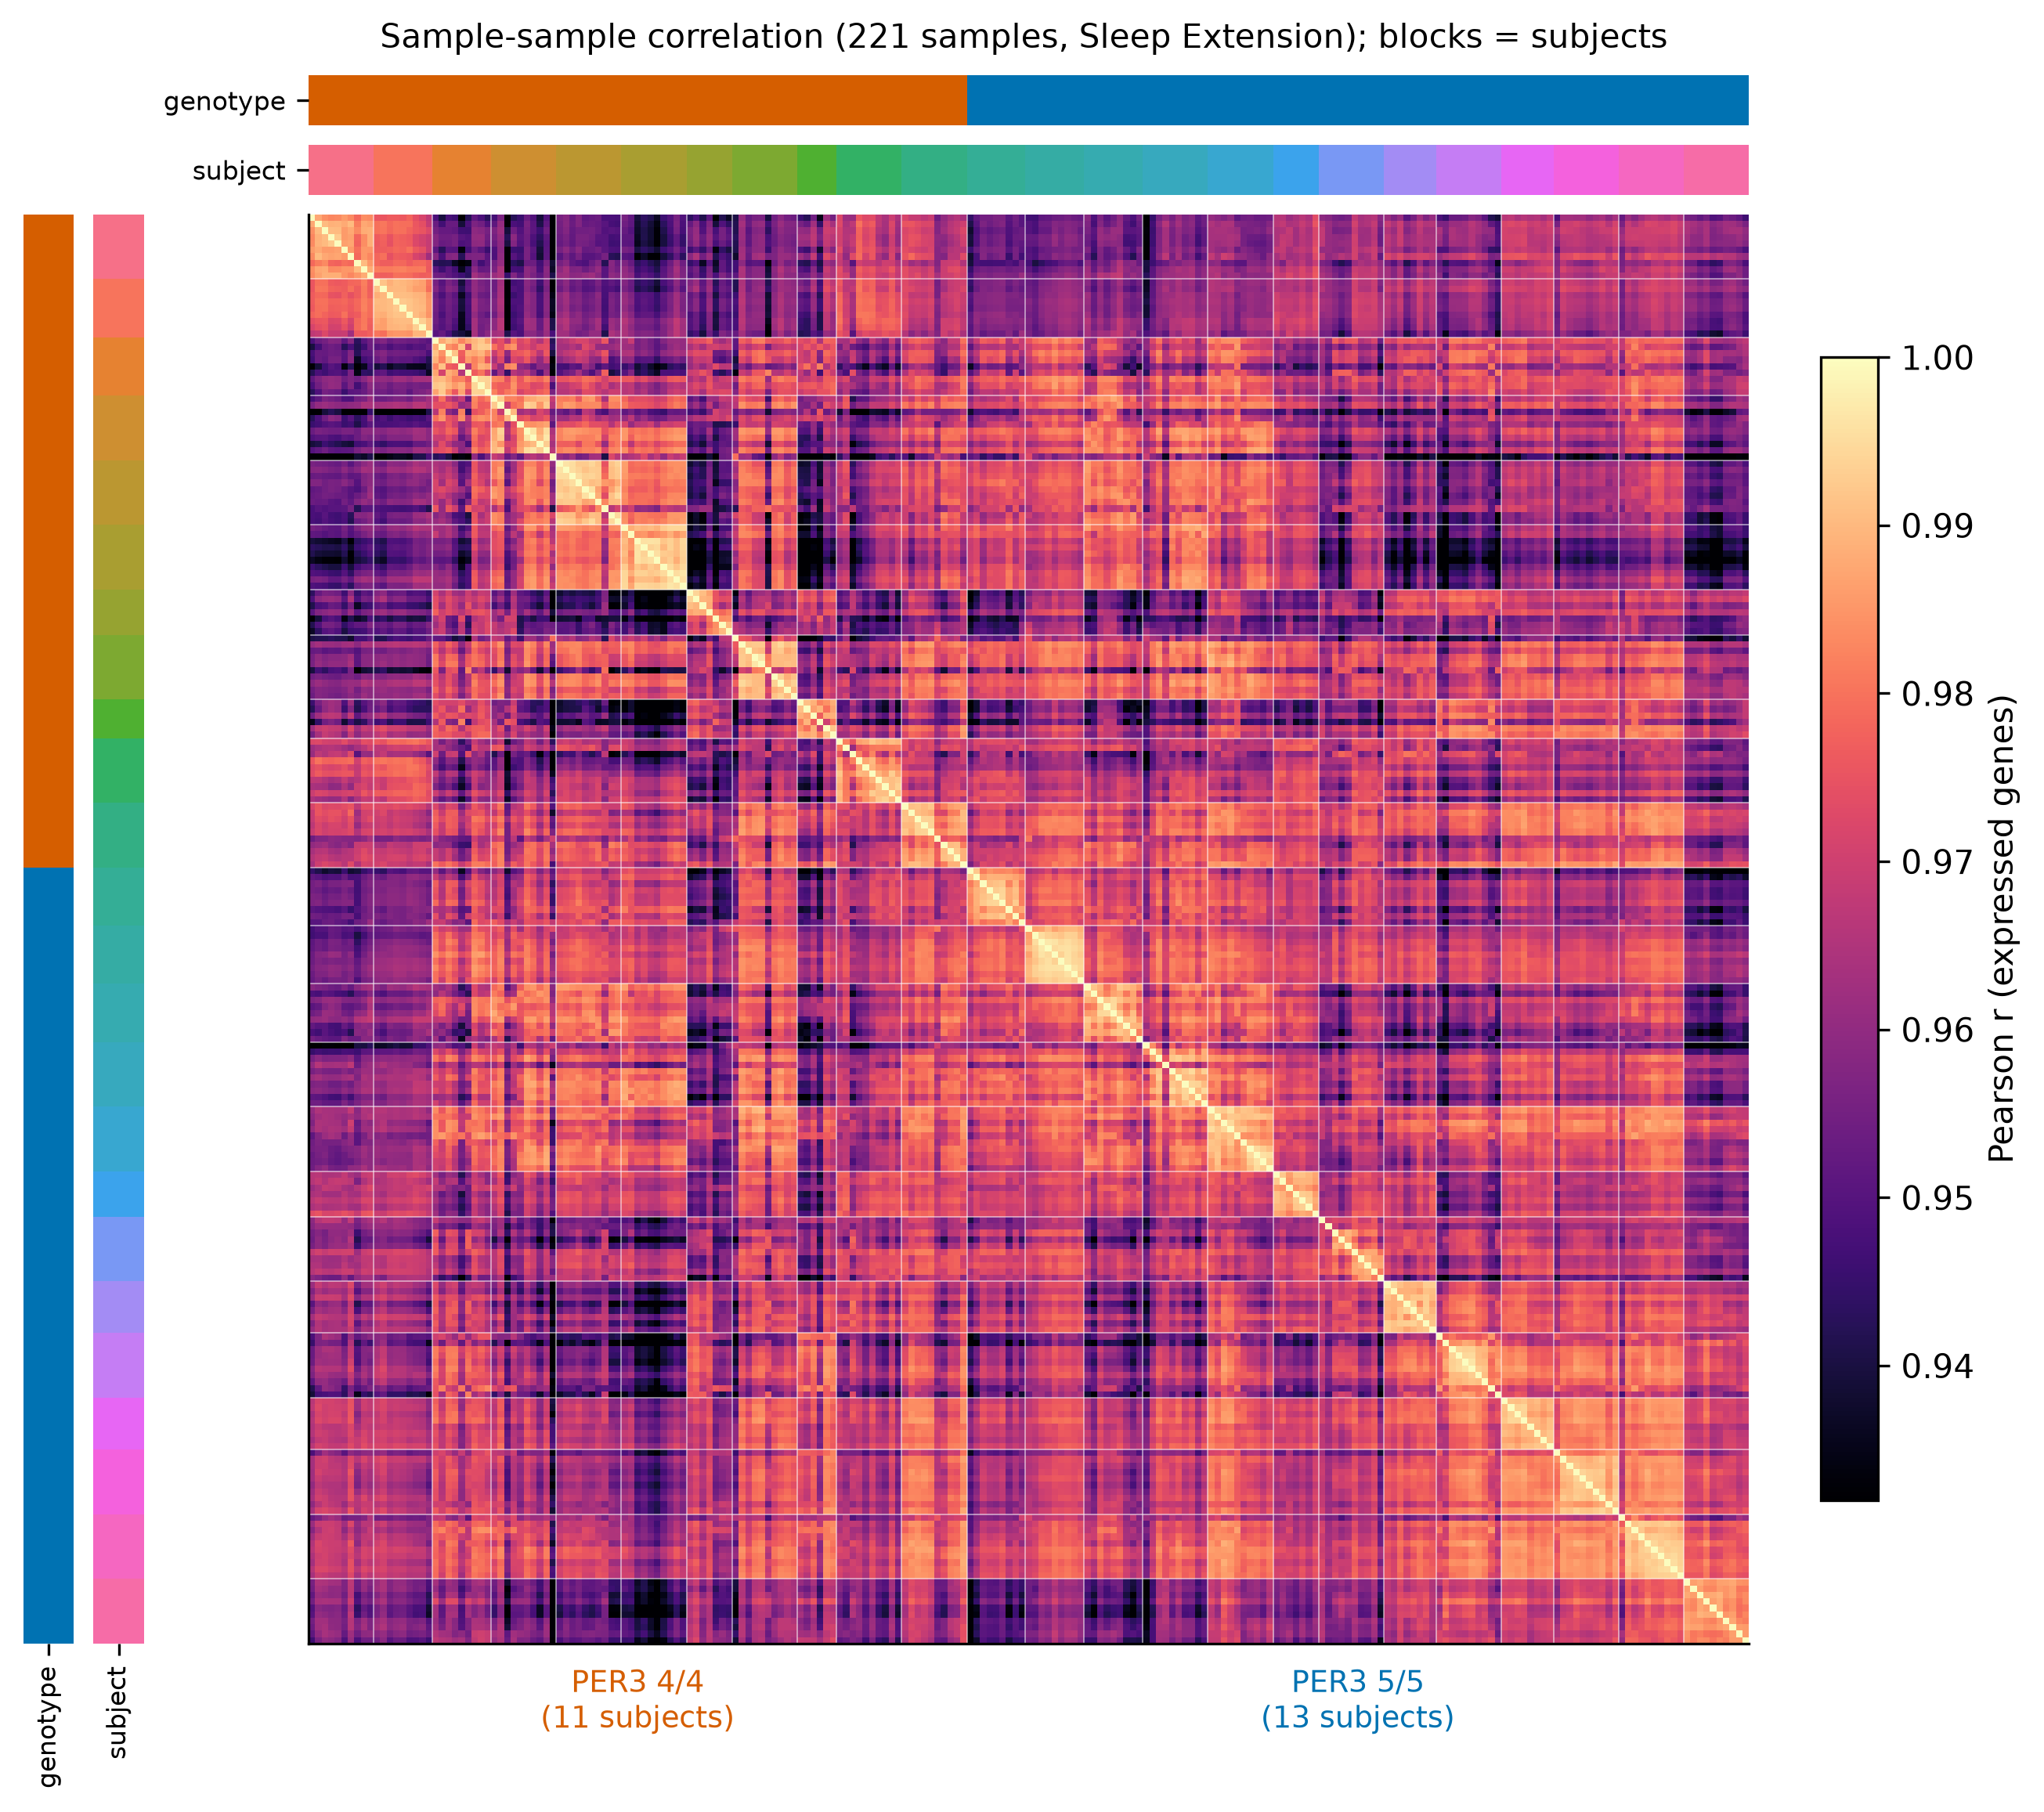 Sample-sample correlation (221 samples, Sleep Extension); blocks = subjects
genotype
subject
1.00
0.99
0.98
0.97
0.96
0.95
0.94
Pearson r (expressed genes)
genotype
subject
PER3 4/4
(11 subjects)
PER3 5/5
(13 subjects)